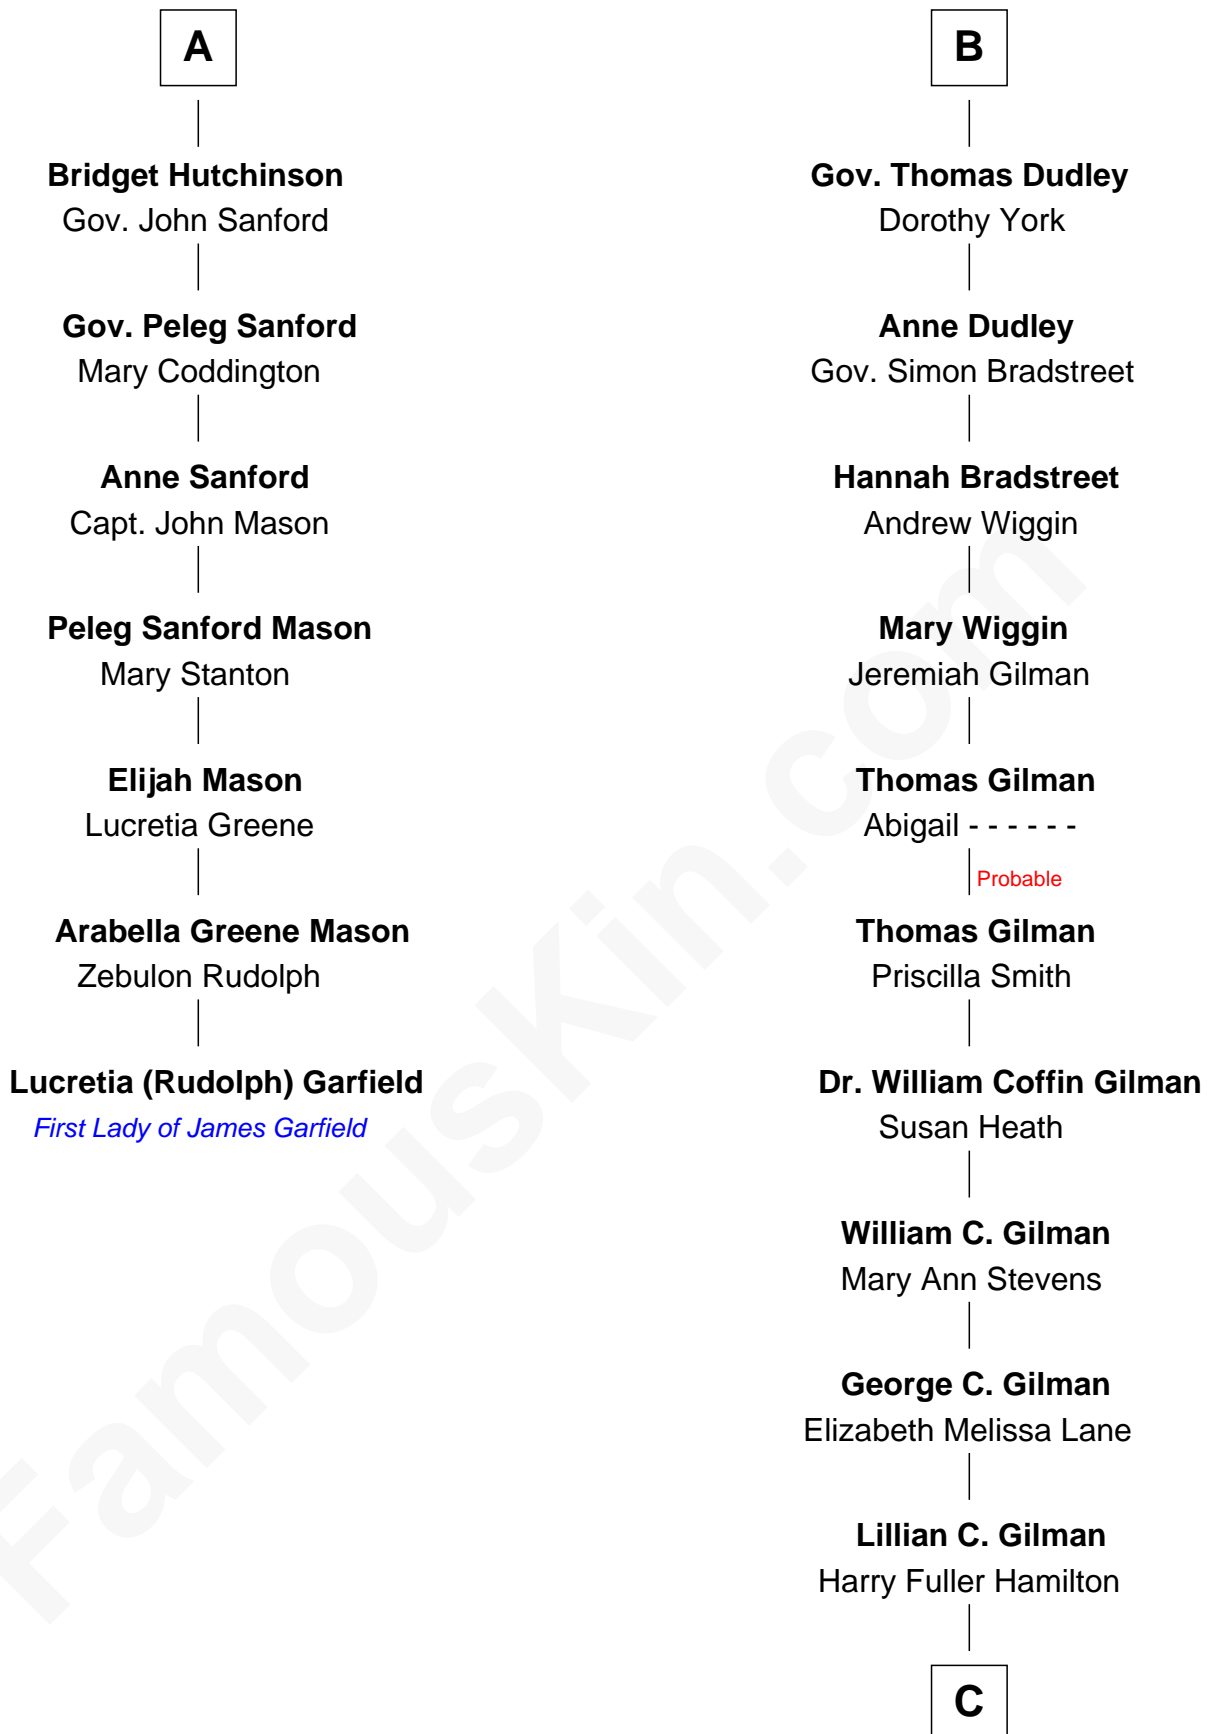 A
Bridget Hutchinson
Gov. John Sanford
Gov. Peleg Sanford
Mary Coddington
Anne Sanford
Capt. John Mason
Peleg Sanford Mason
Mary Stanton
Elijah Mason
Lucretia Greene
Arabella Greene Mason
Zebulon Rudolph
Lucretia (Rudolph) Garfield
First Lady of James Garfield
B
Gov. Thomas Dudley
Dorothy York
Anne Dudley
Gov. Simon Bradstreet
Hannah Bradstreet
Andrew Wiggin
Mary Wiggin
Jeremiah Gilman
Thomas Gilman
Abigail - - - - - -
Probable
Thomas Gilman
Priscilla Smith
Dr. William Coffin Gilman
Susan Heath
William C. Gilman
Mary Ann Stevens
George C. Gilman
Elizabeth Melissa Lane
Lillian C. Gilman
Harry Fuller Hamilton
C
FamousKin.com